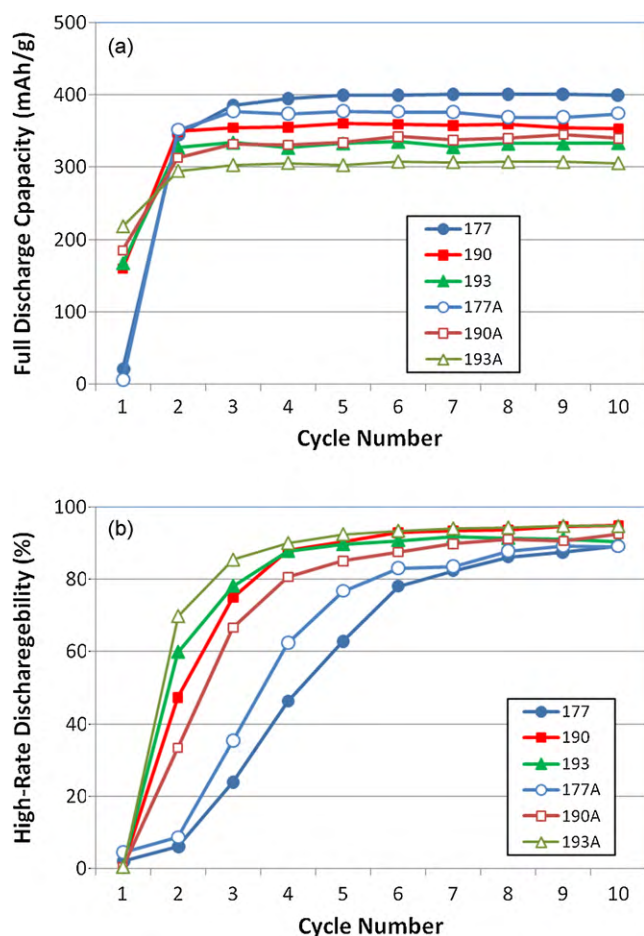 (a)
Full Discharge Cpapacity (mAh/g)
500
400
300
200
100
0
177
190
193
177A
190A
193A
1 2 3 4 5 6 7 8 9 10
Cycle Number
(b)
High-Rate Discharegebility (%)
100
80
60
40
20
0
177
190
193
177A
190A
193A
1 2 3 4 5 6 7 8 9 10
Cycle Number